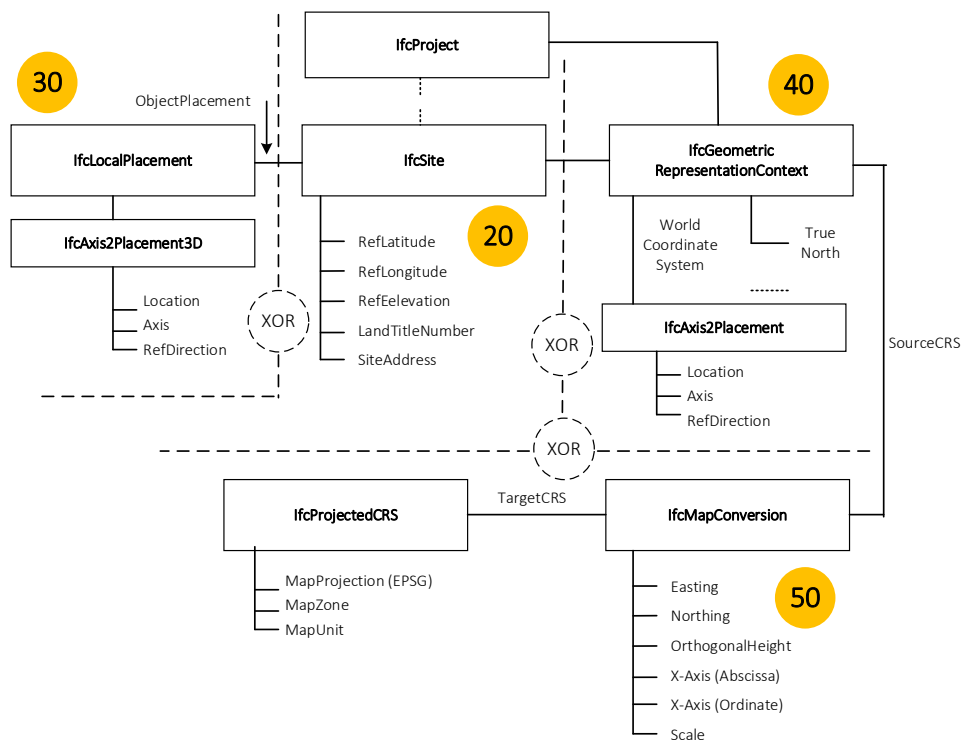 IfcProject
30
40
ObjectPlacement
IfcLocalPlacement
IfcSite
IfcGeometric
RepresentationContext
IfcAxis2Placement3D
20
RefLatitude
RefLongitude
RefEelevation
LandTitleNumber
SiteAddress
World
Coordinate
System
True
North
Location
Axis
RefDirection
XOR
XOR
IfcAxis2Placement
SourceCRS
Location
Axis
RefDirection
XOR
IfcProjectedCRS
TargetCRS
IfcMapConversion
MapProjection (EPSG)
MapZone
MapUnit
50
Easting
Northing
OrthogonalHeight
X-Axis (Abscissa)
X-Axis (Ordinate)
Scale